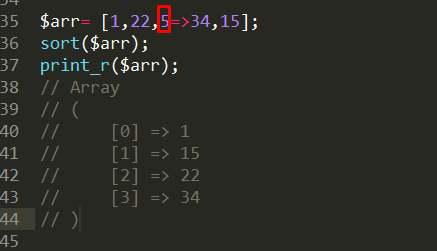 35 $arr= [1,22,5=>34,15];
36 sort($arr);
37 print_r($arr);
38 // Array
39 // (
40 //     [0] => 1
41 //     [1] => 15
42 //     [2] => 22
43 //     [3] => 34
44 // )
45